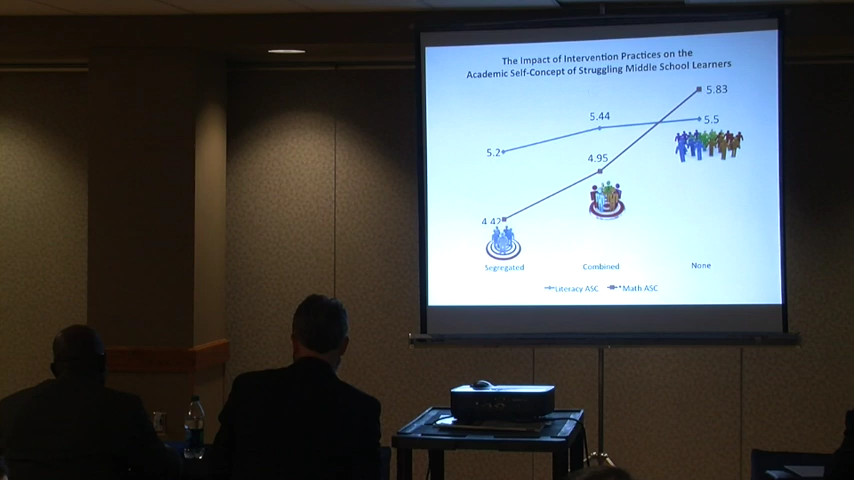 The Impact of Intervention Practices on the
Academic Self-Concept of Struggling Middle School Learners
5.83
5.44
5.5
5.2
4.95
4.42
Segregated Combined None
Literacy ASC *Math ASC